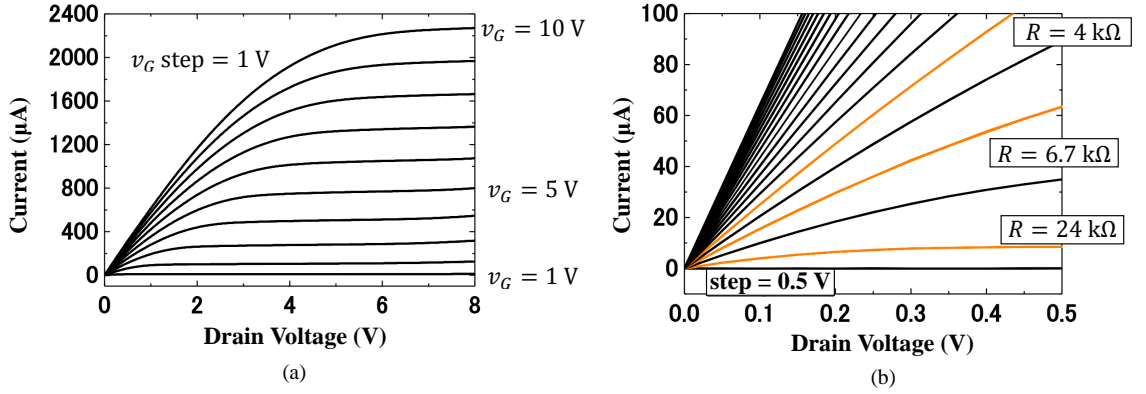 2400
2000
1600
1200
800
400
0
Current (µA)
v_G step = 1 V
v_G = 10 V
v_G = 5 V
v_G = 1 V
0 2 4 6 8
Drain Voltage (V)
(a)
100
80
60
40
20
0
Current (µA)
R = 4 kΩ
R = 6.7 kΩ
R = 24 kΩ
step = 0.5 V
0.0 0.1 0.2 0.3 0.4 0.5
Drain Voltage (V)
(b)